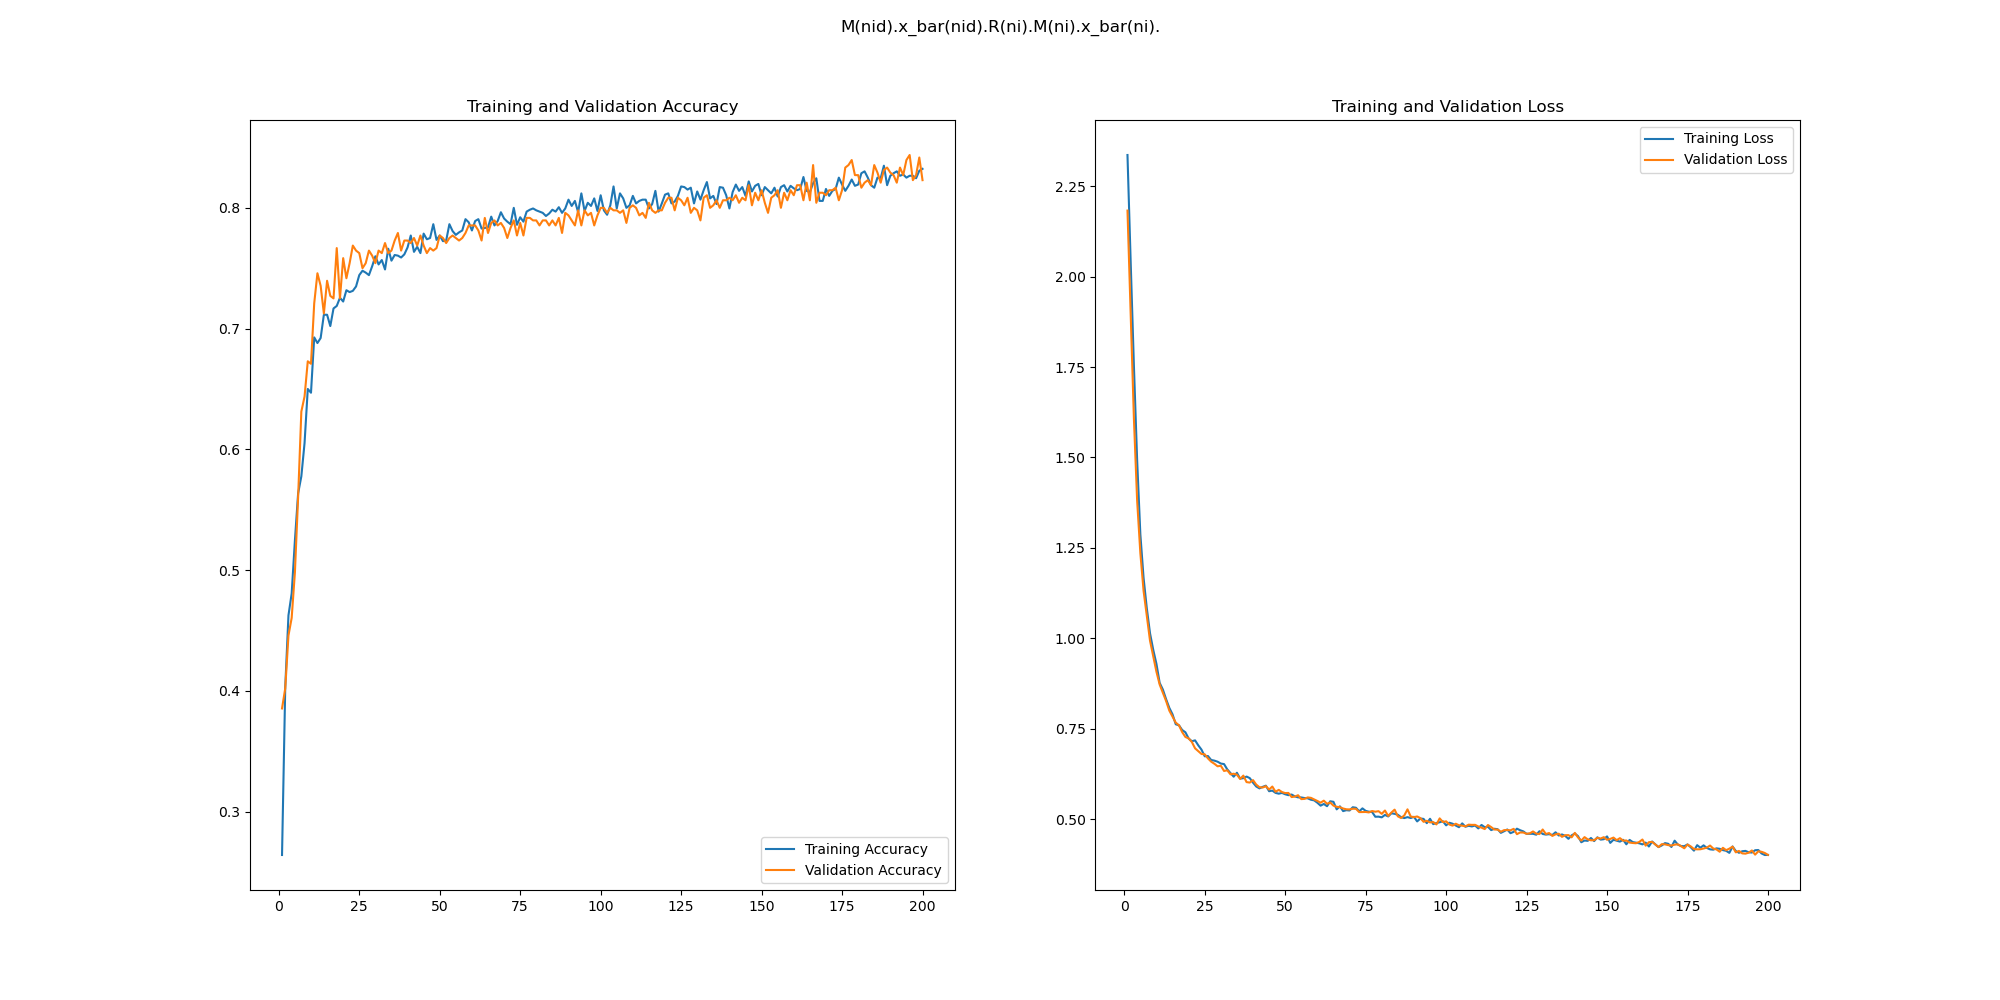 M(nid).x_bar(nid).R(ni).M(ni).x_bar(ni).
Training and Validation Accuracy
0.8
0.7
0.6
0.5
0.4
0.3
Training Accuracy
Validation Accuracy
0 25 50 75 100 125 150 175 200
Training and Validation Loss
Training Loss
Validation Loss
2.25
2.00
1.75
1.50
1.25
1.00
0.75
0.50
0 25 50 75 100 125 150 175 200